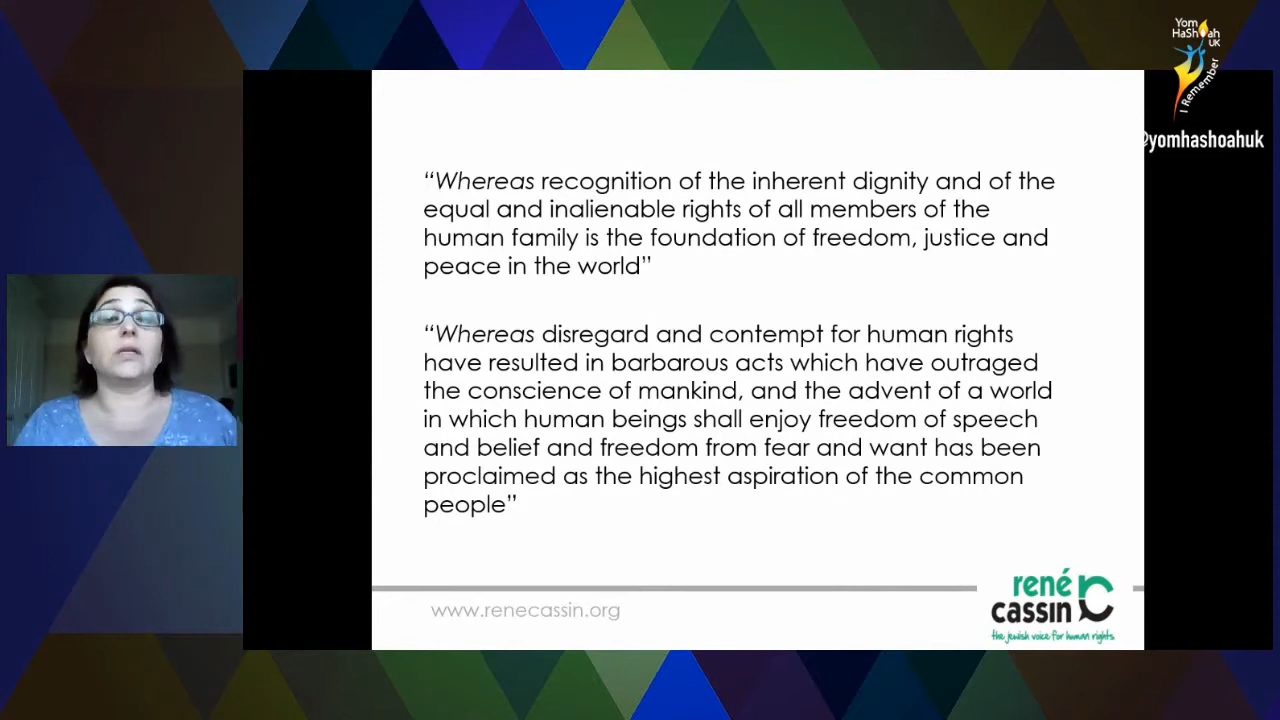 Yom
HaShoah
UK
I Remember
@yomhashoahuk
“Whereas recognition of the inherent dignity and of the
equal and inalienable rights of all members of the
human family is the foundation of freedom, justice and
peace in the world”
“Whereas disregard and contempt for human rights
have resulted in barbarous acts which have outraged
the conscience of mankind, and the advent of a world
in which human beings shall enjoy freedom of speech
and belief and freedom from fear and want has been
proclaimed as the highest aspiration of the common
people”
www.renecassin.org
rené
cassin
the jewish voice for human rights